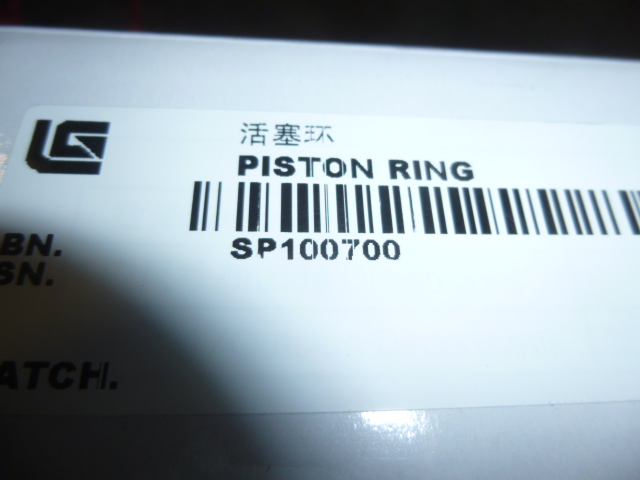 活塞环
PISTON RING
SP100700
BN.
SN.
ATCH.